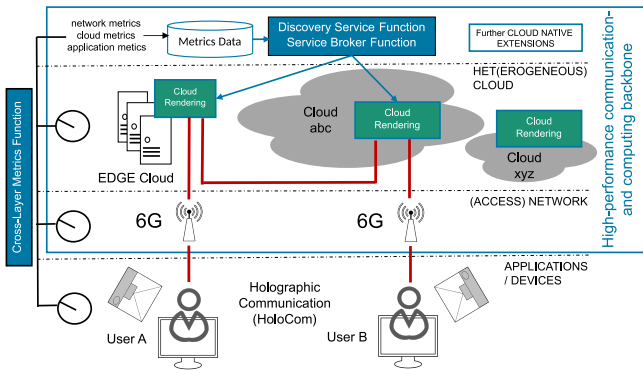 network metrics
cloud metrics
application metics
Metrics Data
Discovery Service Function
Service Broker Function
Further CLOUD NATIVE
EXTENSIONS
HET(EROGENEOUS)
CLOUD
Cloud
Rendering
Cloud
abc
Cloud
Rendering
Cloud
Rendering
Cloud
xyz
EDGE Cloud
(ACCESS) NETWORK
6G
6G
APPLICATIONS
/ DEVICES
Holographic
Communication
(HoloCom)
User A
User B
Cross-Layer Metrics Function
High-performance communication-
and computing backbone